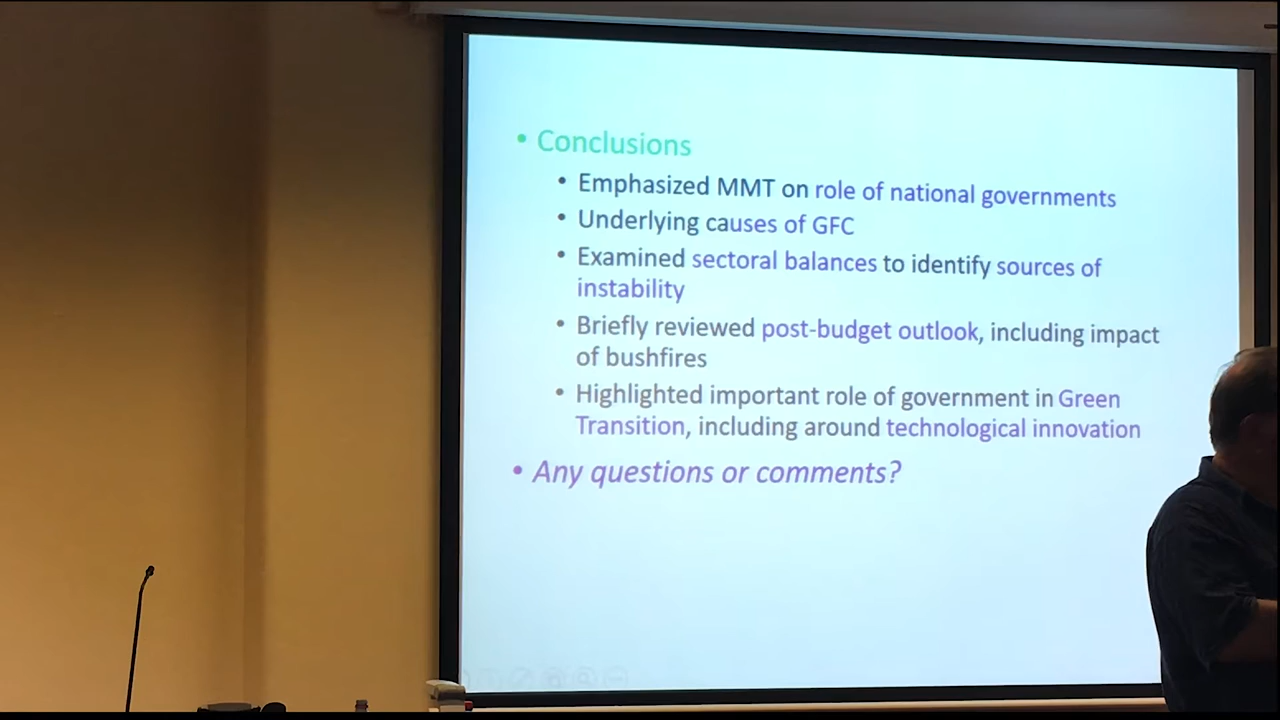 • Conclusions
• Emphasized MMT on role of national governments
• Underlying causes of GFC
• Examined sectoral balances to identify sources of
instability
• Briefly reviewed post-budget outlook, including impact
of bushfires
• Highlighted important role of government in Green
Transition, including around technological innovation
• Any questions or comments?